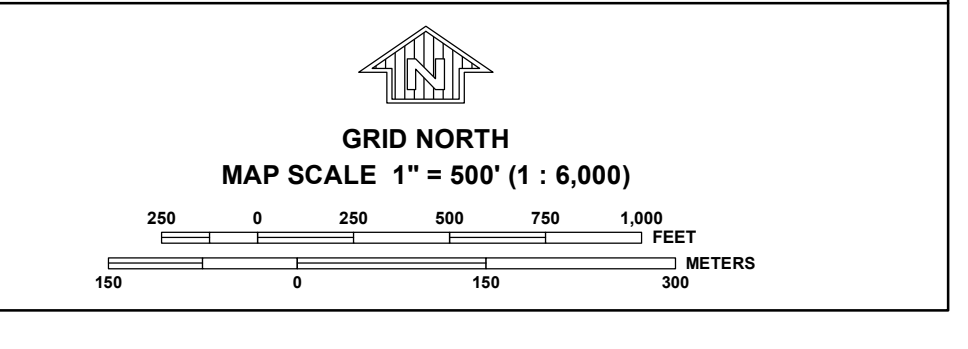 N
GRID NORTH
MAP SCALE 1" = 500' (1 : 6,000)
250 0 250 500 750 1,000
FEET
METERS
150 0 150 300